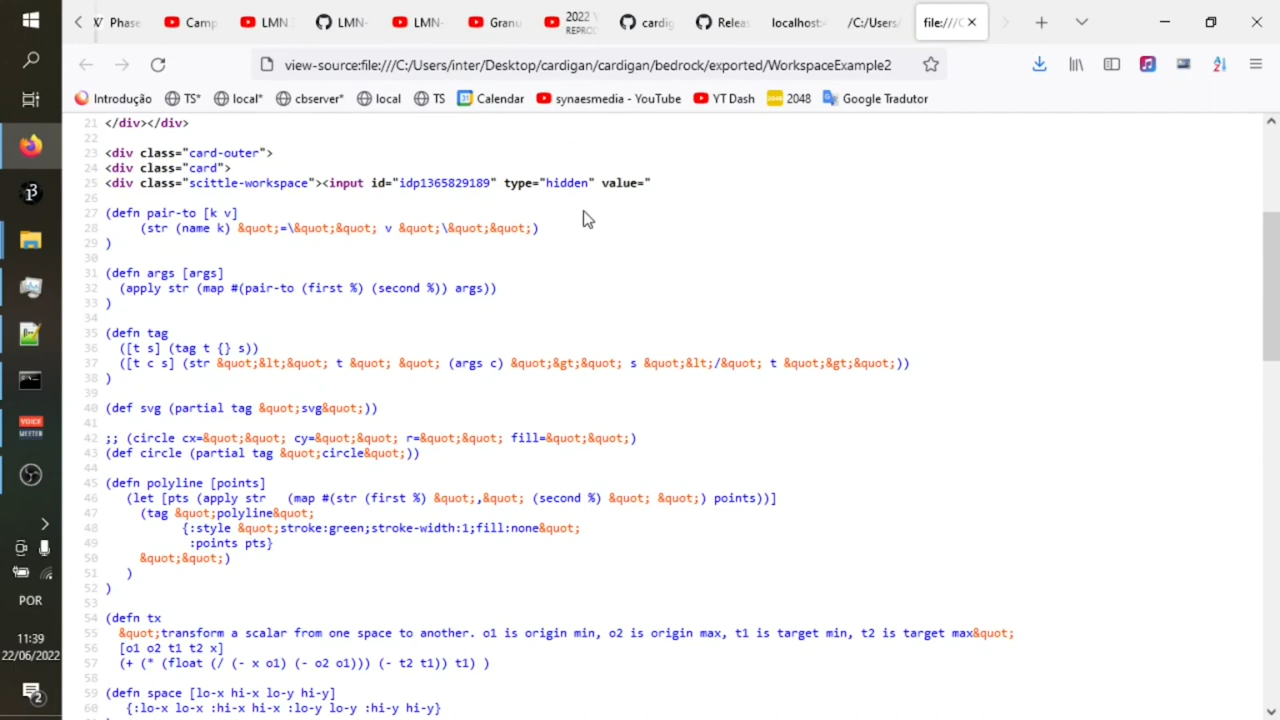 Phase
Camp
LMN
LMN-
LMN-
Granu
2022
REPROD
cardig
Releas
localhost:
/C:/Users/
file:///C
view-source:file:///C:/Users/inter/Desktop/cardigan/cardigan/bedrock/exported/WorkspaceExample2
Introdução
TS*
local*
cbserver*
local
TS
Calendar
synaesmedia - YouTube
YT Dash
2048
2048
Google Tradutor
21 </div></div>
22
23 <div class="card-outer">
24 <div class="card">
25 <div class="scittle-workspace"><input id="idp1365829189" type="hidden" value="
26
27 (defn pair-to [k v]
28 (str (name k) &quot;=\&quot;&quot; v &quot;\&quot;&quot;)
29 )
30
31 (defn args [args]
32 (apply str (map #(pair-to (first %) (second %)) args))
33 )
34
35 (defn tag
36 ([t s] (tag t {} s))
37 ([t c s] (str &quot;&lt;&quot; t &quot; &quot; (args c) &quot;&gt;&quot; s &quot;&lt;/&quot; t &quot;&gt;&quot;))
38 )
39
40 (def svg (partial tag &quot;svg&quot;))
41
42 ;; (circle cx=&quot;&quot; cy=&quot;&quot; r=&quot;&quot; fill=&quot;&quot;)
43 (def circle (partial tag &quot;circle&quot;))
44
45 (defn polyline [points]
46 (let [pts (apply str (map #(str (first %) &quot;,&quot; (second %) &quot; &quot;) points))]
47 (tag &quot;polyline&quot;
48 {:style &quot;stroke:green;stroke-width:1;fill:none&quot;
49 :points pts}
50 &quot;&quot;)
51 )
52 )
53
54 (defn tx
55 &quot;transform a scalar from one space to another. o1 is origin min, o2 is origin max, t1 is target min, t2 is target max&quot;
56 [o1 o2 t1 t2 x]
57 (+ (* (float (/ (- x o1) (- o2 o1))) (- t2 t1)) t1) )
58
59 (defn space [lo-x hi-x lo-y hi-y]
60 {:lo-x lo-x :hi-x hi-x :lo-y lo-y :hi-y hi-y}
VOICE
MEETER
POR
11:39
22/06/2022
2